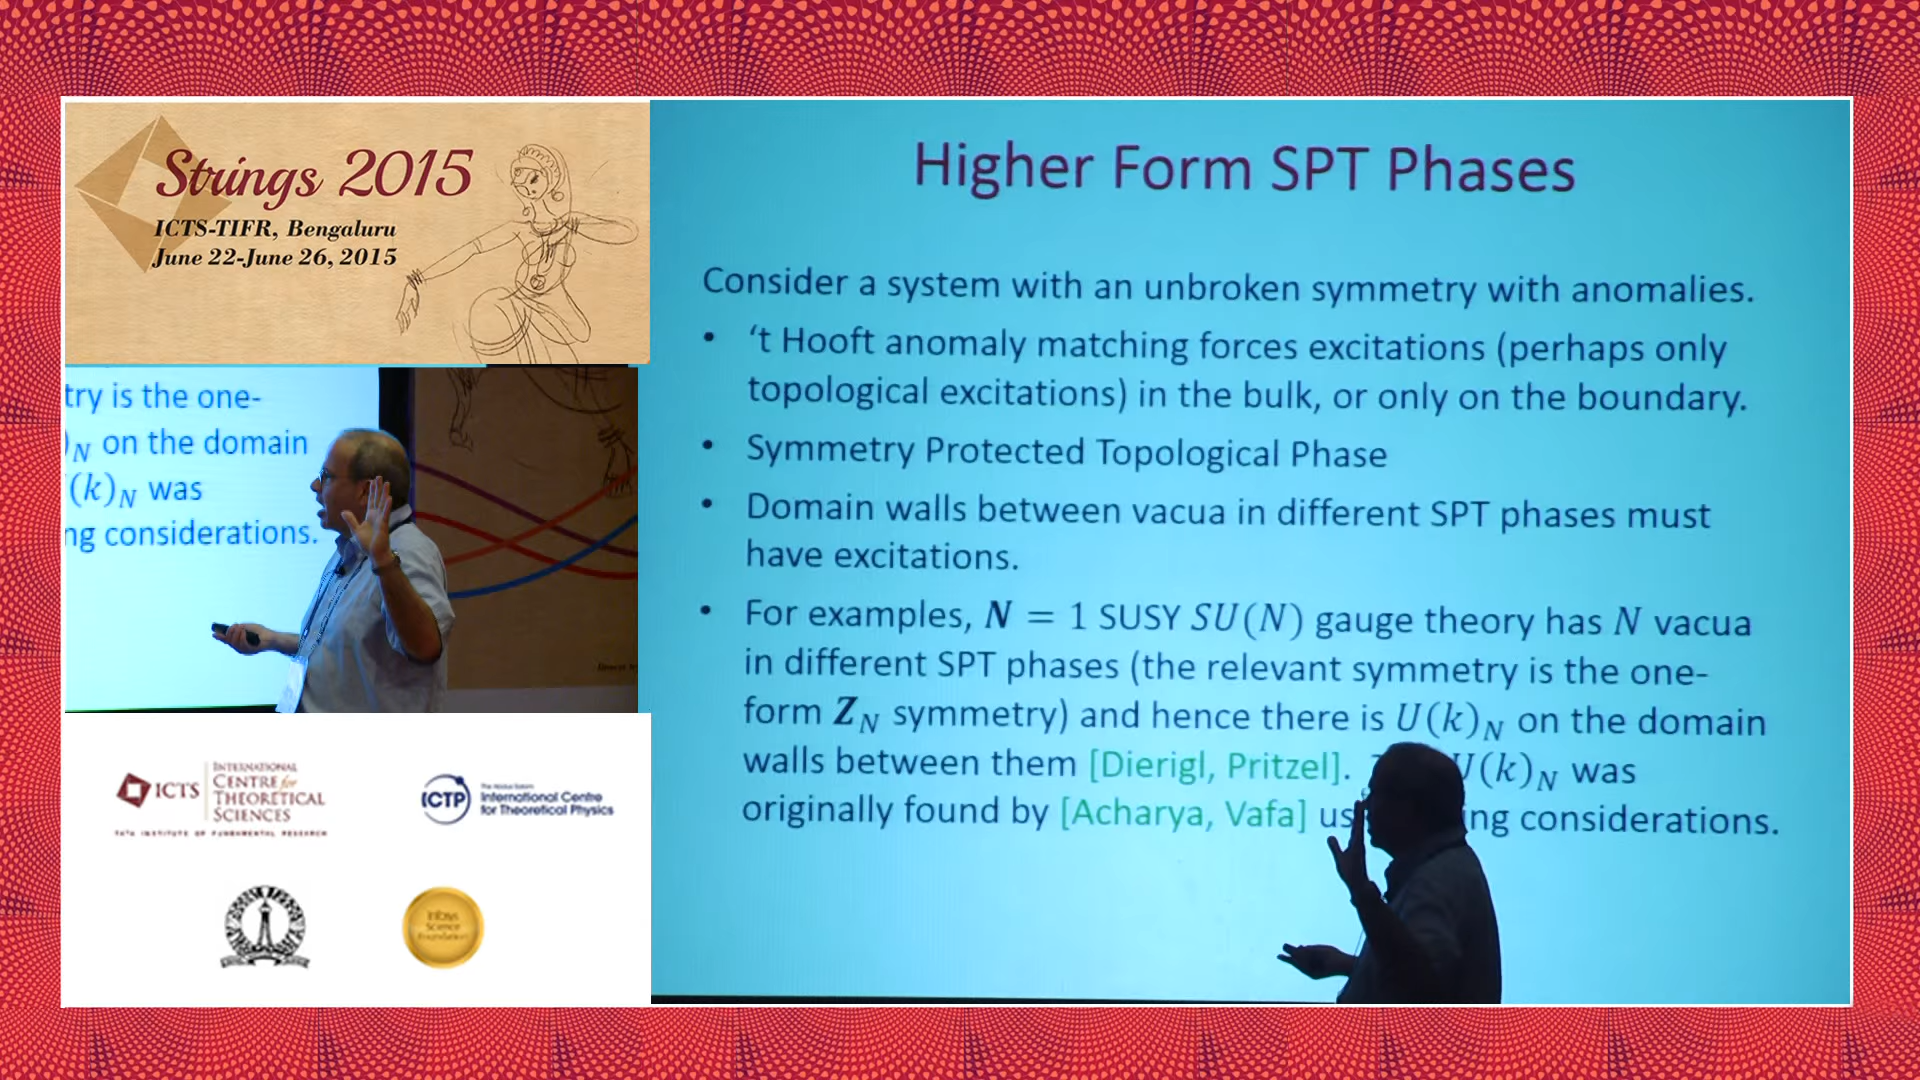 Strings 2015
ICTS-TIFR, Bengaluru
June 22-June 26, 2015
try is the one-
)N on the domain
(k)N was
ng considerations.
ICTS
INTERNATIONAL
CENTRE for
THEORETICAL
SCIENCES
TATA INSTITUTE OF FUNDAMENTAL RESEARCH
ICTP
The Abdus Salam
International Centre
for Theoretical Physics
Infosys
Science
Foundation
Higher Form SPT Phases
Consider a system with an unbroken symmetry with anomalies.
• ‘t Hooft anomaly matching forces excitations (perhaps only
topological excitations) in the bulk, or only on the boundary.
• Symmetry Protected Topological Phase
• Domain walls between vacua in different SPT phases must
have excitations.
• For examples, N = 1 SUSY SU(N) gauge theory has N vacua
in different SPT phases (the relevant symmetry is the one-
form ZN symmetry) and hence there is U(k)N on the domain
walls between them [Dierigl, Pritzel]. U(k)N was
originally found by [Acharya, Vafa] us ing considerations.